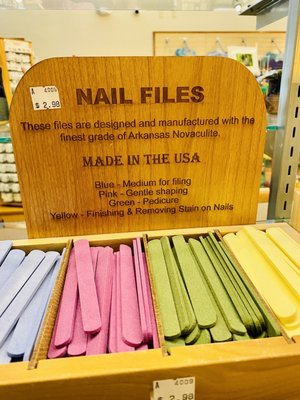 A 4009
$ 2.98
NAIL FILES
These files are designed and manufactured with the
finest grade of Arkansas Novaculite.
MADE IN THE USA
Blue - Medium for filing
Pink - Gentle shaping
Green - Pedicure
Yellow - Finishing & Removing Stain on Nails
A 4009
$ 2.98